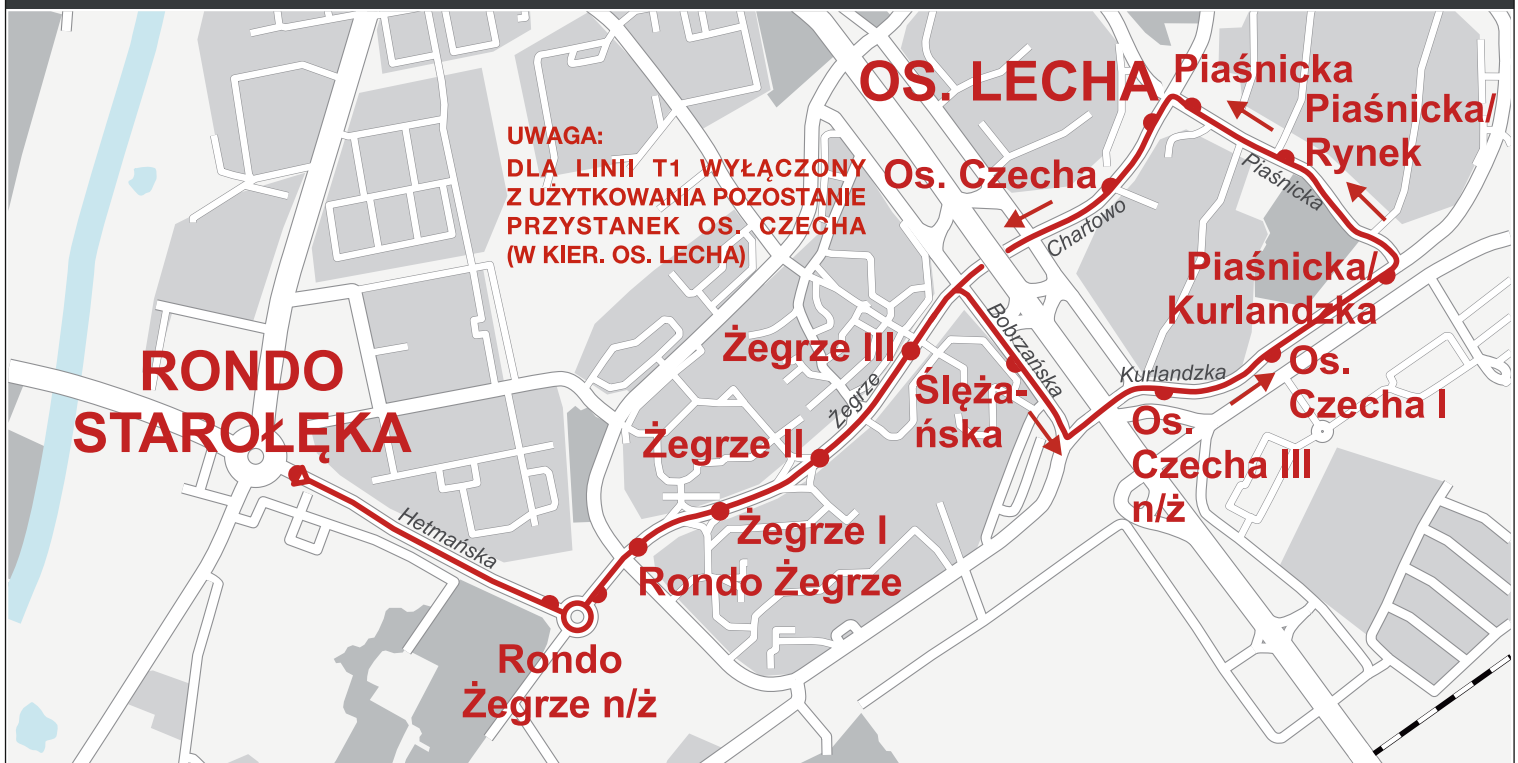 OS. LECHA
Piaśnicka
Piaśnicka/
Rynek
Piaśnicka
UWAGA:
DLA LINII T1 WYŁĄCZONY
Z UŻYTKOWANIA POZOSTANIE
PRZYSTANEK OS. CZECHA
(W KIER. OS. LECHA)
Os. Czecha
Chartowo
Piaśnicka/
Kurlandzka
Bobrzańska
Żegrze III
Żegrze
Kurlandzka
Os.
Czecha I
RONDO
STAROŁĘKA
Ślęża-
ńska
Os.
Czecha III
n/ż
Żegrze II
Hetmańska
Żegrze I
Rondo Żegrze
Rondo
Żegrze n/ż